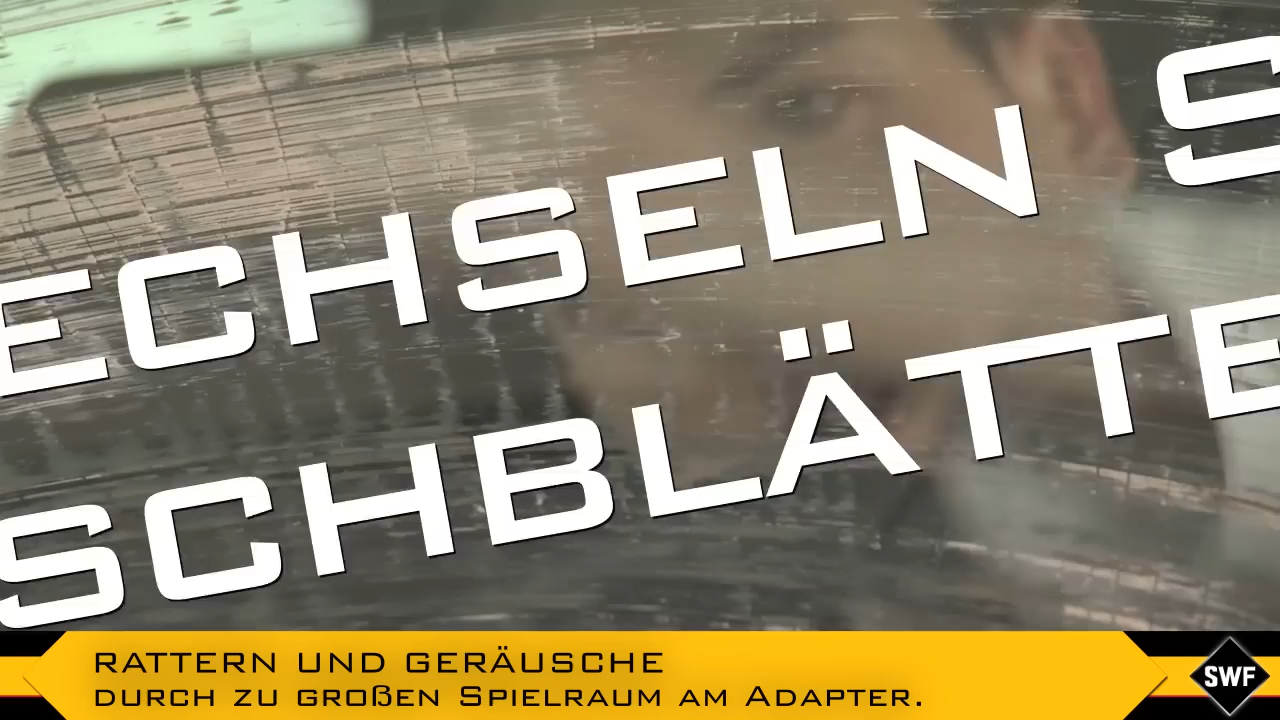 ECHSELN S
SCHBLÄTTE
RATTERN UND GERÄUSCHE
DURCH ZU GROßEN SPIELRAUM AM ADAPTER.
SWF